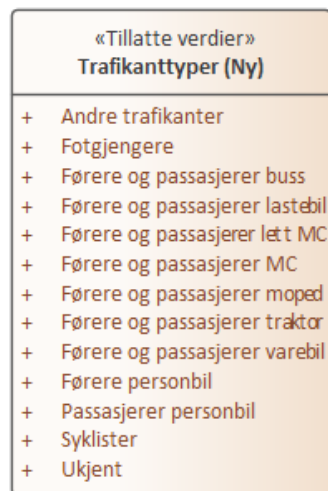 «Tillatte verdier»
Trafikanttyper (Ny)
+ Andre trafikanter
+ Fotgjengere
+ Førere og passasjerer buss
+ Førere og passasjerer lastebil
+ Førere og passasjerer lett MC
+ Førere og passasjerer MC
+ Førere og passasjerer moped
+ Førere og passasjerer traktor
+ Førere og passasjerer varebil
+ Førere personbil
+ Passasjerer personbil
+ Syklister
+ Ukjent